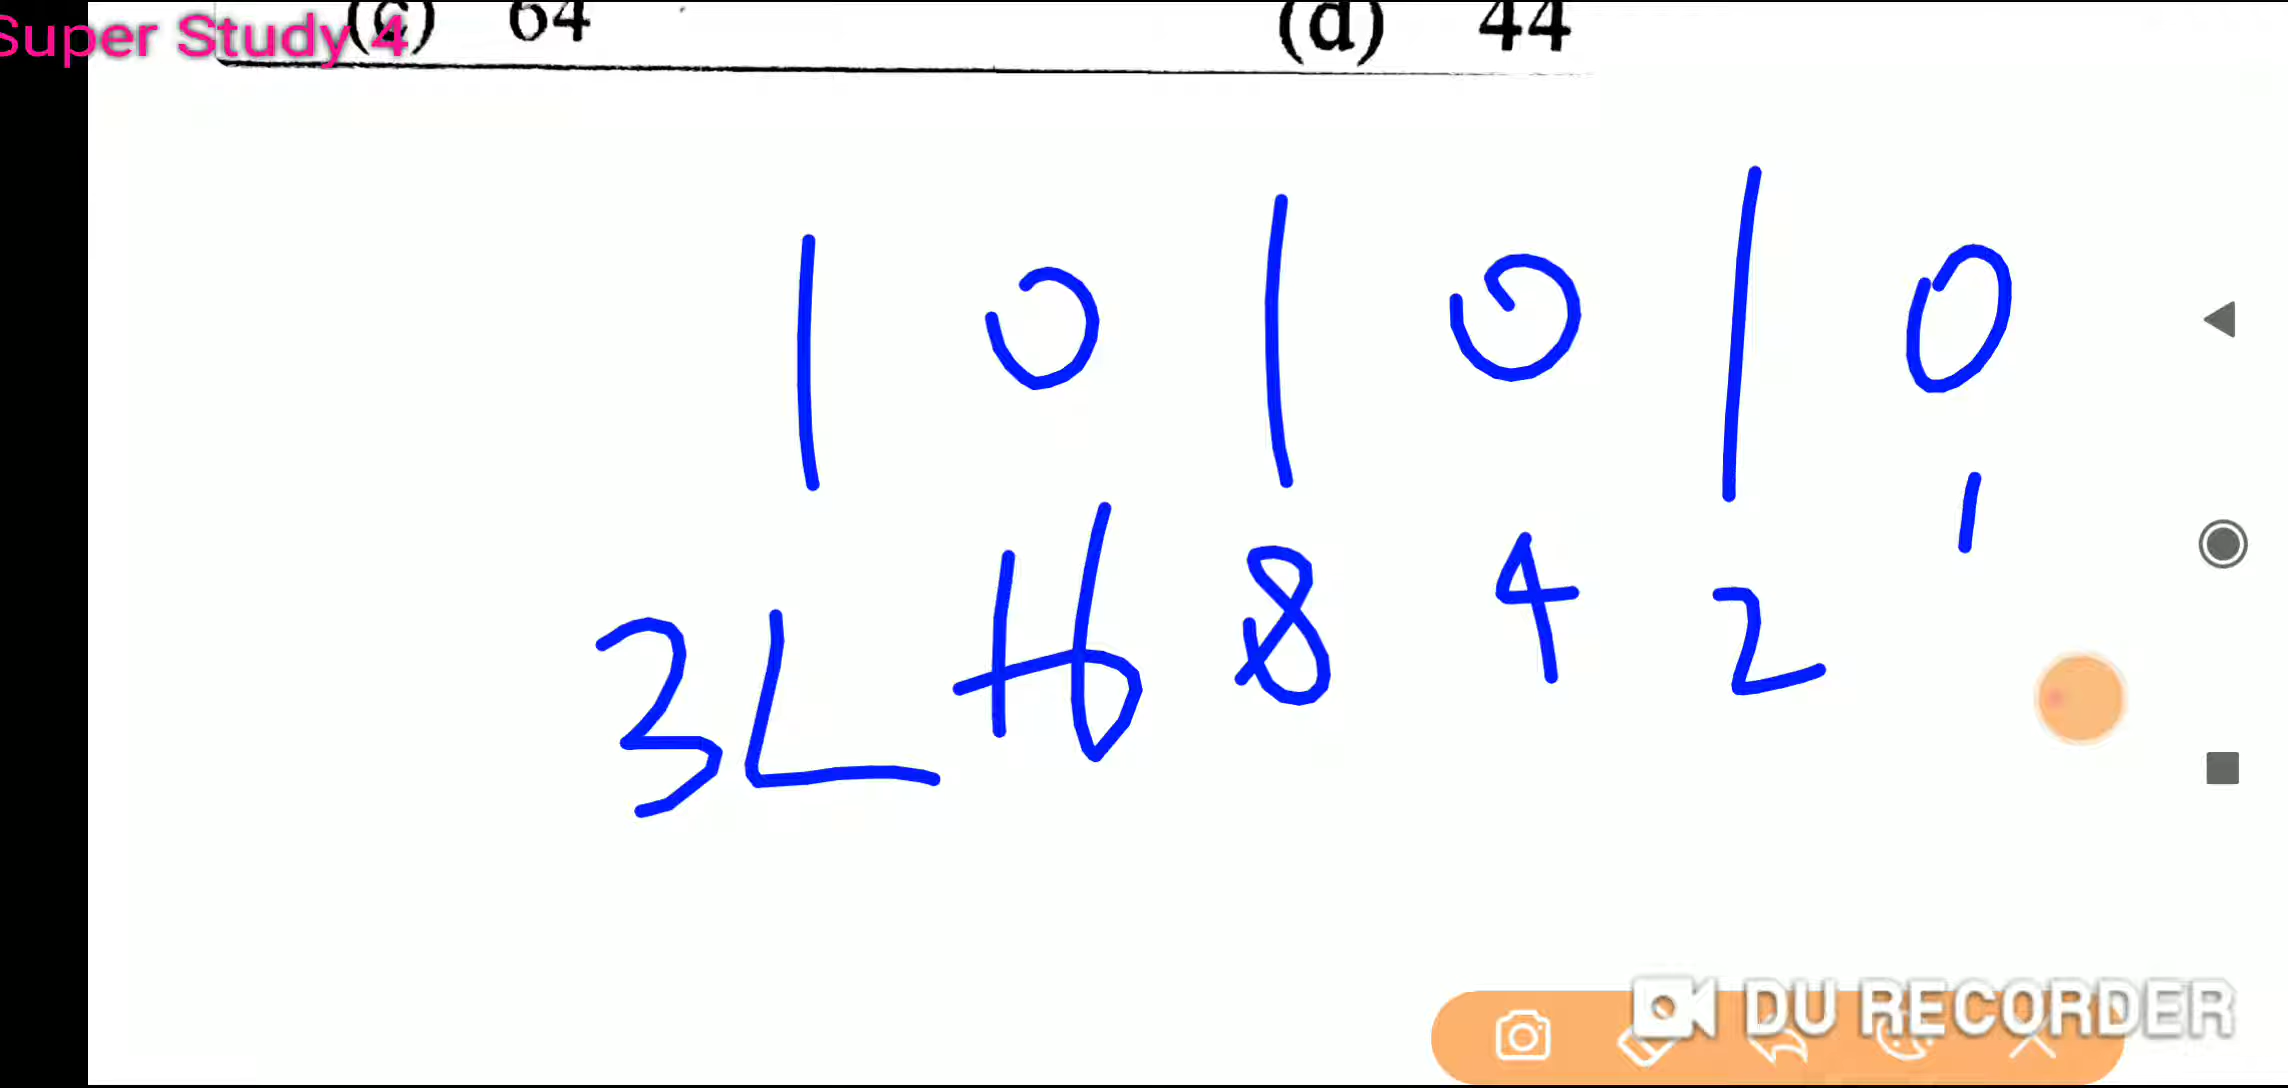 Super Study 4
(c) 64 (d) 44
1 0 1 0 1 0
32 16 8 4 2 1
DU RECORDER